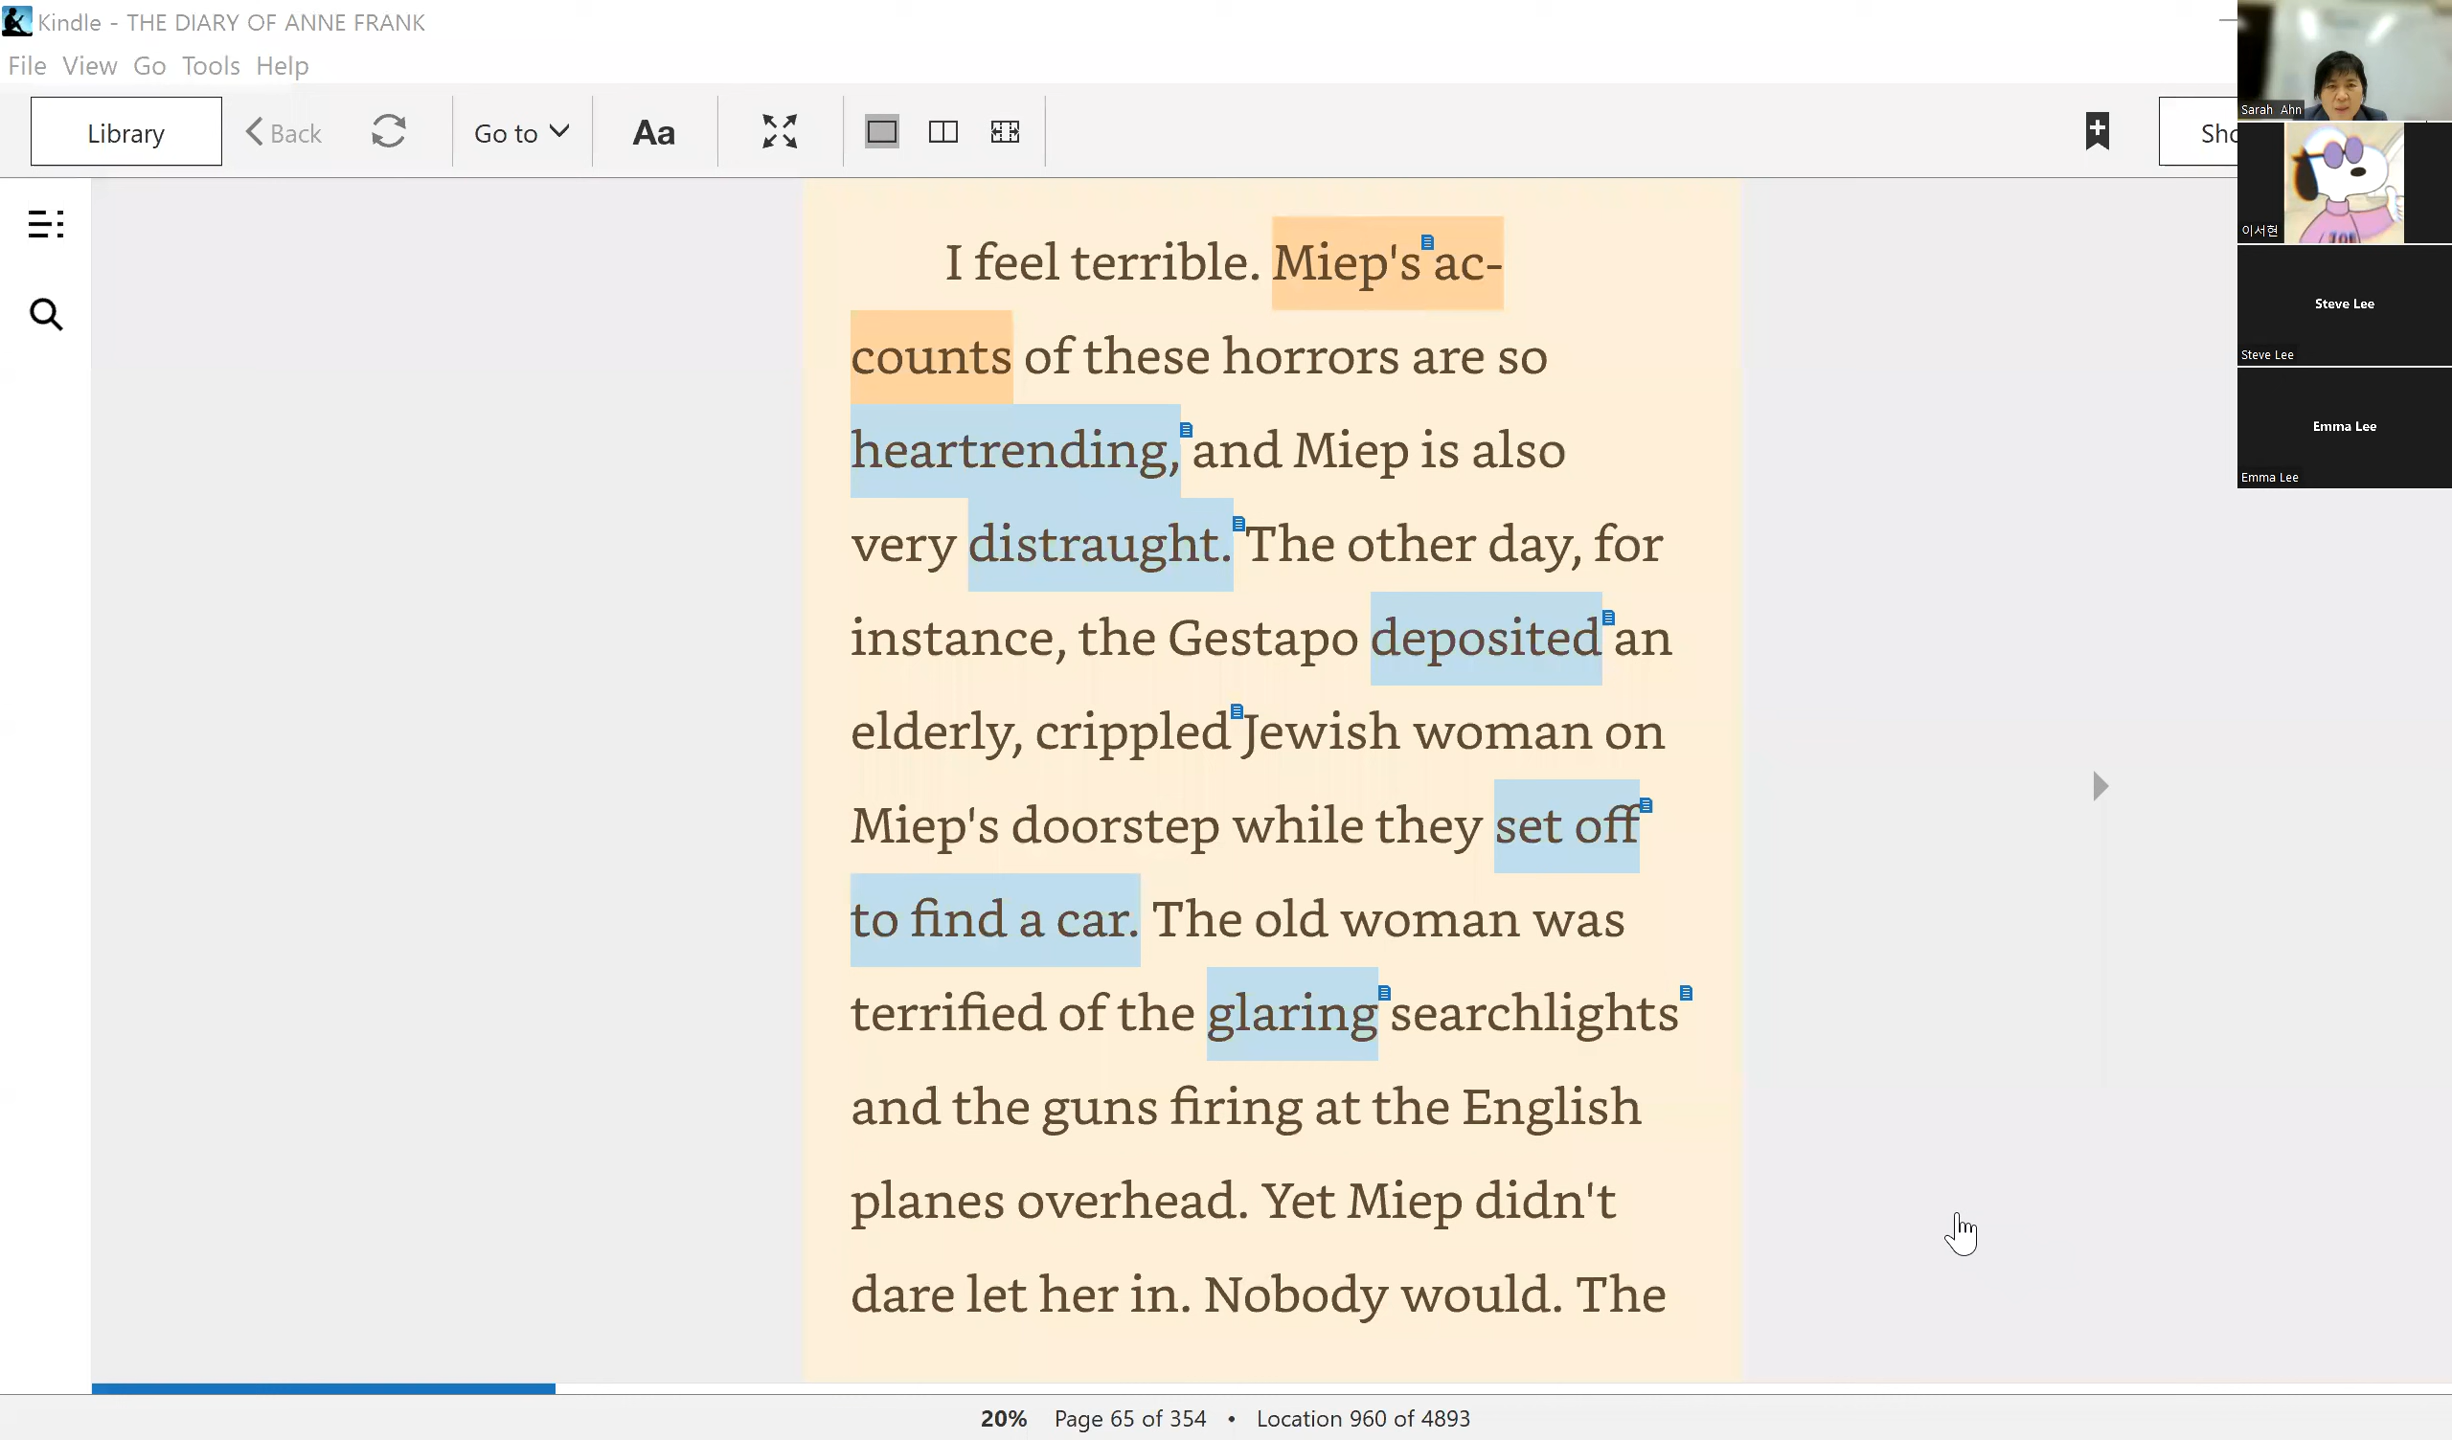 Kindle - THE DIARY OF ANNE FRANK
File View Go Tools Help
Library
Back
Go to
Aa
Sho
I feel terrible. Miep's ac-
counts of these horrors are so
heartrending, and Miep is also
very distraught. The other day, for
instance, the Gestapo deposited an
elderly, crippled Jewish woman on
Miep's doorstep while they set off
to find a car. The old woman was
terrified of the glaring searchlights
and the guns firing at the English
planes overhead. Yet Miep didn't
dare let her in. Nobody would. The
20% Page 65 of 354 • Location 960 of 4893
Sarah Ahn
이서현
Steve Lee
Steve Lee
Emma Lee
Emma Lee